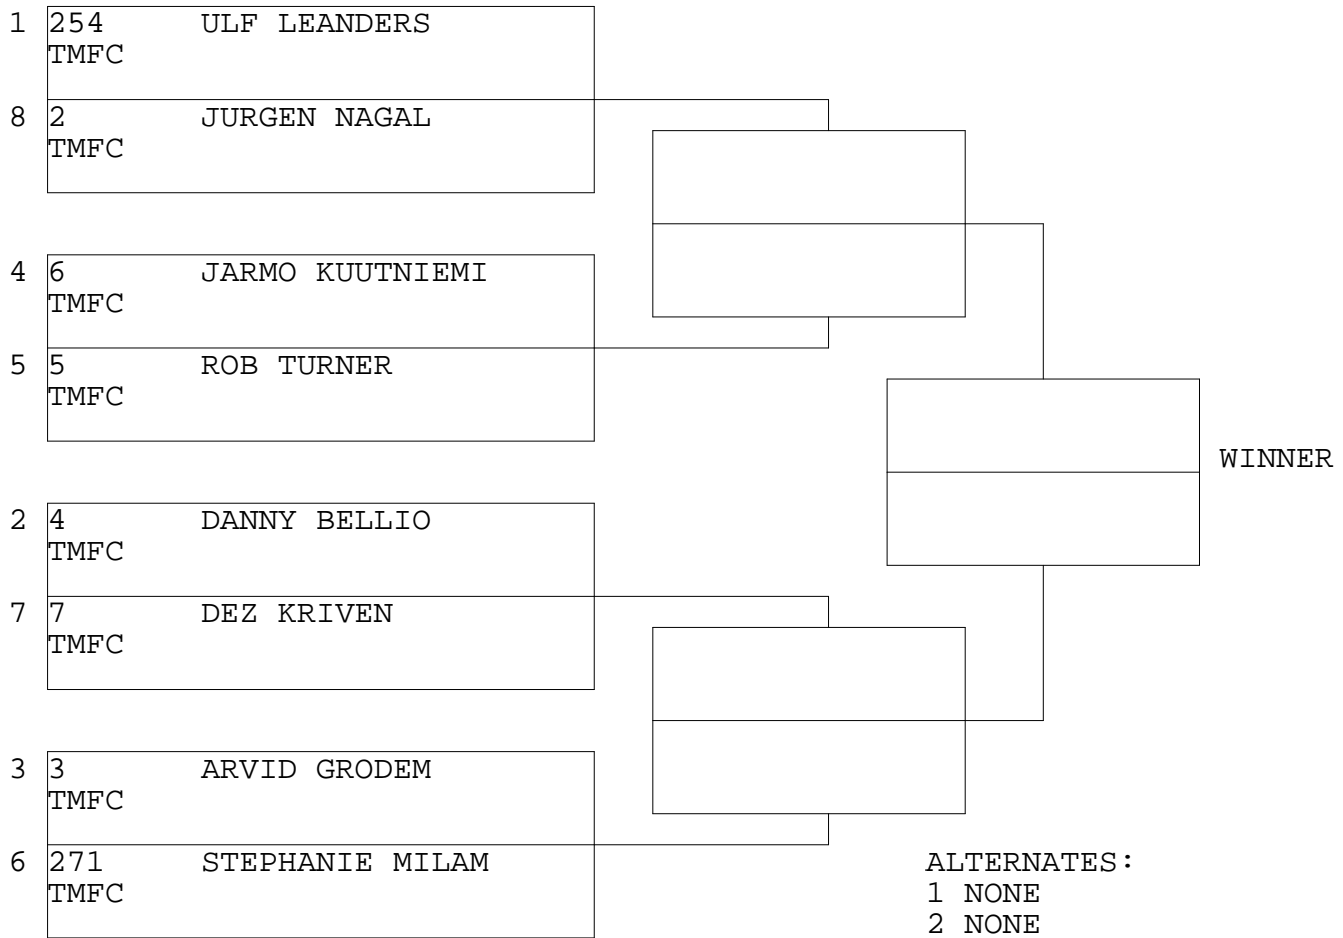 1 254 ULF LEANDERS
TMFC
8 2 JURGEN NAGAL
TMFC
4 6 JARMO KUUTNIEMI
TMFC
5 5 ROB TURNER
TMFC
WINNER
2 4 DANNY BELLIO
TMFC
7 7 DEZ KRIVEN
TMFC
3 3 ARVID GRODEM
TMFC
6 271 STEPHANIE MILAM
TMFC
ALTERNATES:
1 NONE
2 NONE